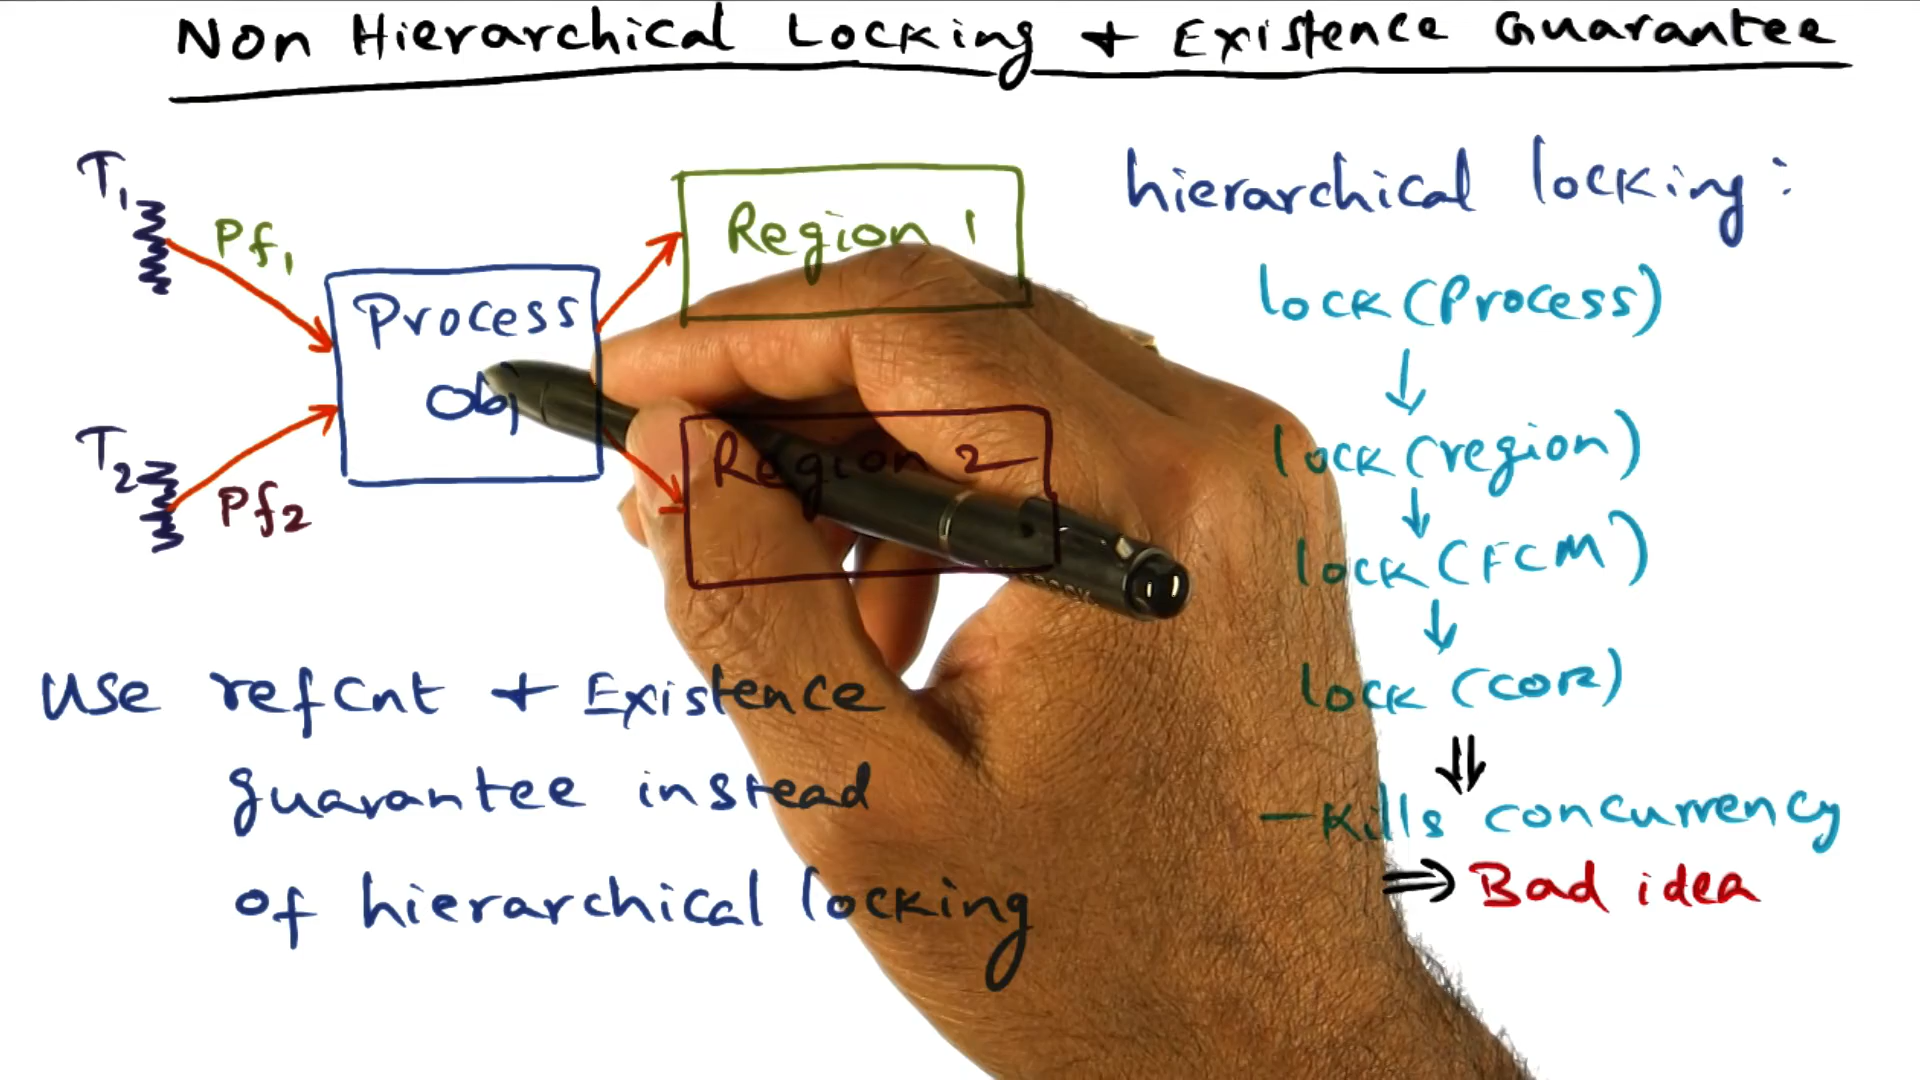 Non Hierarchical Locking + Existence Guarantee
T1
Pf1
Process
Obj
T2
Pf2
Region 1
Region 2
Use refcnt + Existence
guarantee instead
of hierarchical locking
hierarchical locking:
lock (Process)
lock (region)
lock (FCM)
lock (COR)
- Kills concurrency
⇒ Bad idea